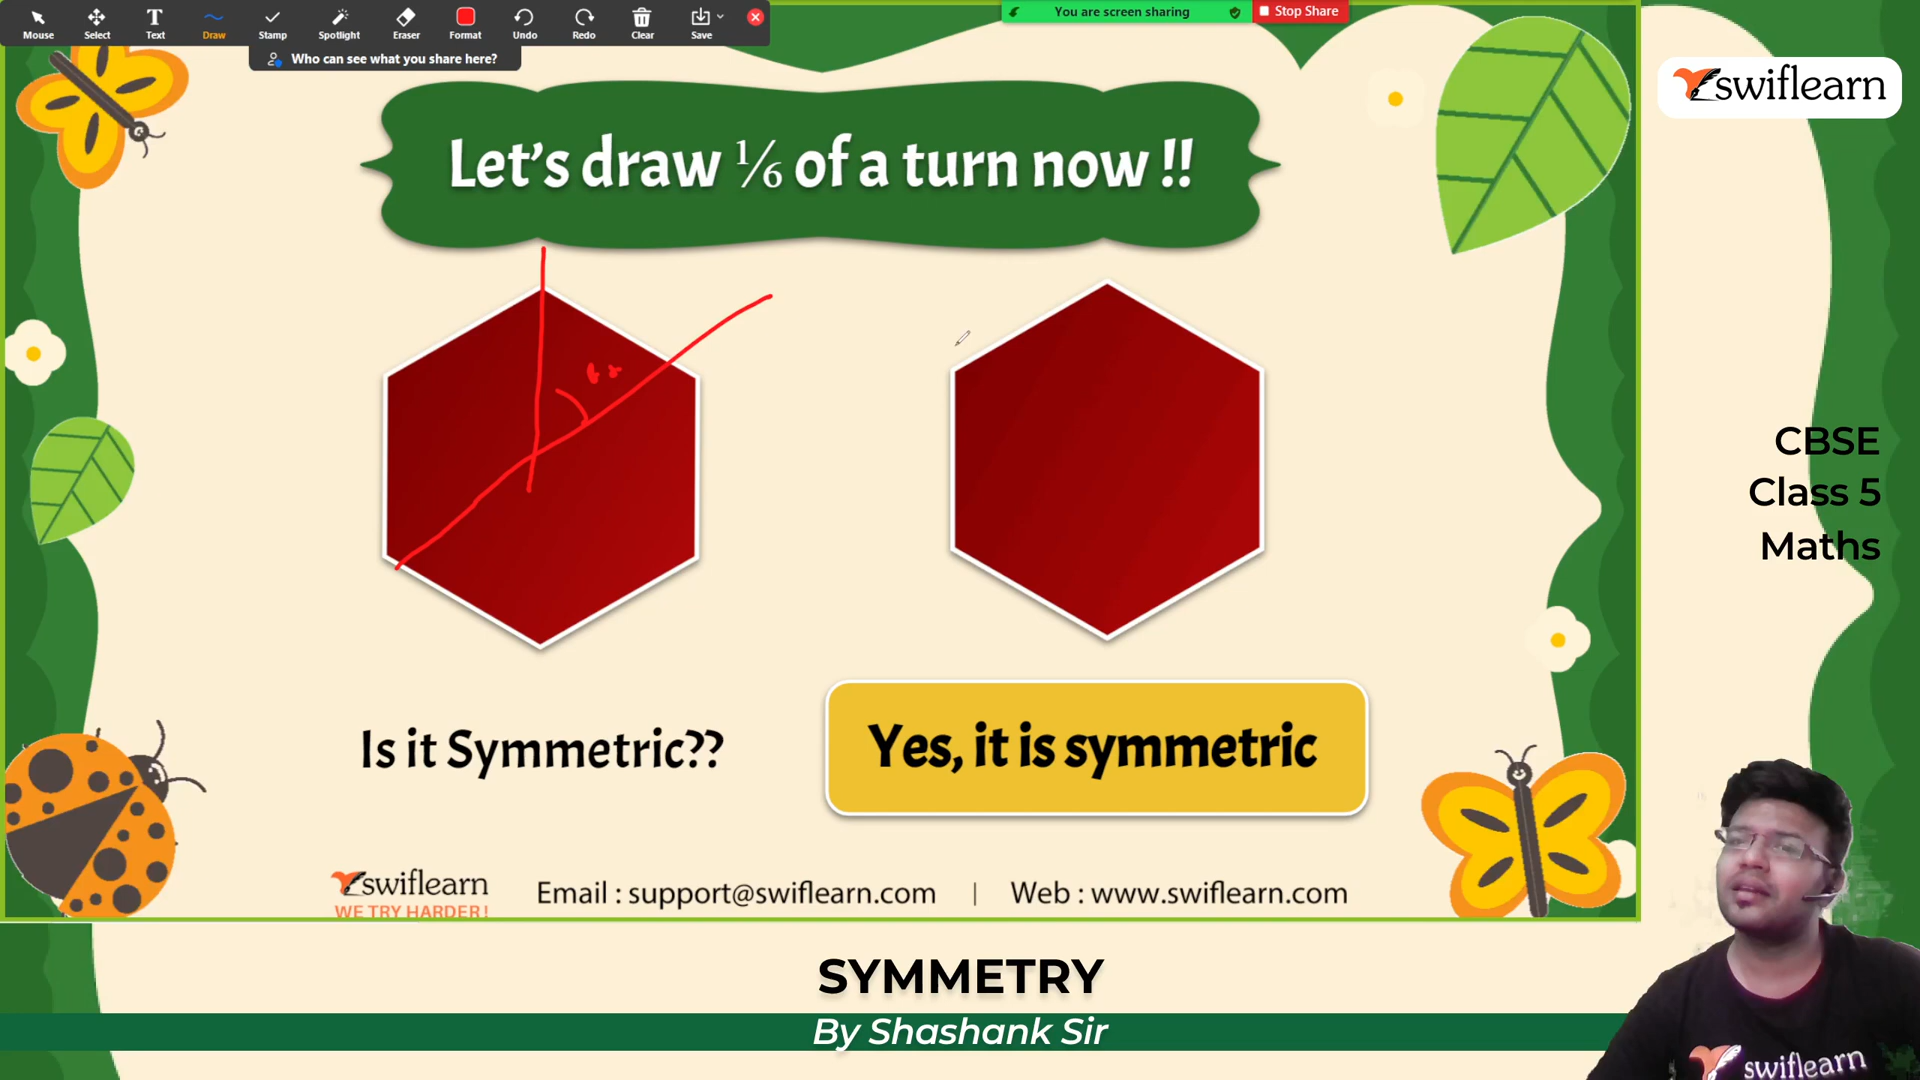 Mouse Select Text Draw Stamp Spotlight Eraser Format Undo Redo Clear Save
You are screen sharing Stop Share
Who can see what you share here?
swiflearn
Let's draw ⅙ of a turn now !!
CBSE
Class 5
Maths
Is it Symmetric??
Yes, it is symmetric
swiflearn
WE TRY HARDER!
Email : support@swiflearn.com | Web : www.swiflearn.com
SYMMETRY
By Shashank Sir
swiflearn